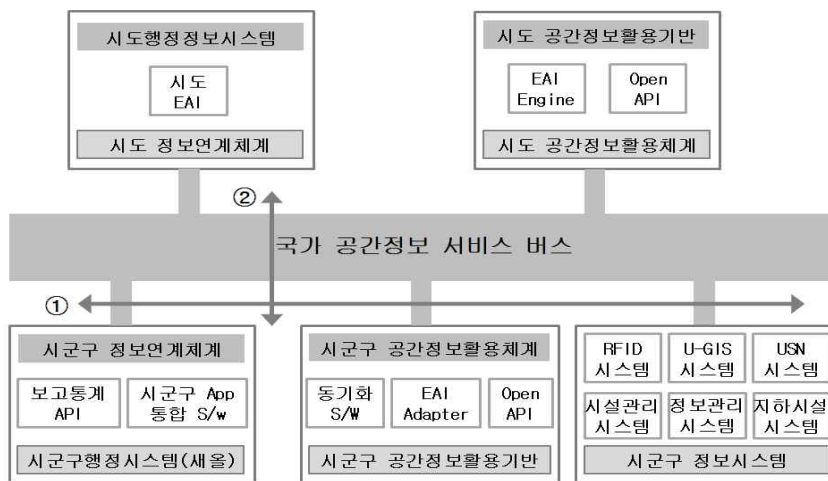 시도행정정보시스템
시도
EAI
시도 정보연계체계
시도 공간정보활용기반
EAI
Engine
Open
API
시도 공간정보활용체계
②
국가 공간정보 서비스 버스
①
시군구 정보연계체계
보고통계
API
시군구 App
통합 S/w
시군구행정시스템(새올)
시군구 공간정보활용체계
동기화
S/W
EAI
Adapter
Open
API
시군구 공간정보활용기반
RFID
시스템
U-GIS
시스템
USN
시스템
시설관리
시스템
정보관리
시스템
지하시설
시스템
시군구 정보시스템